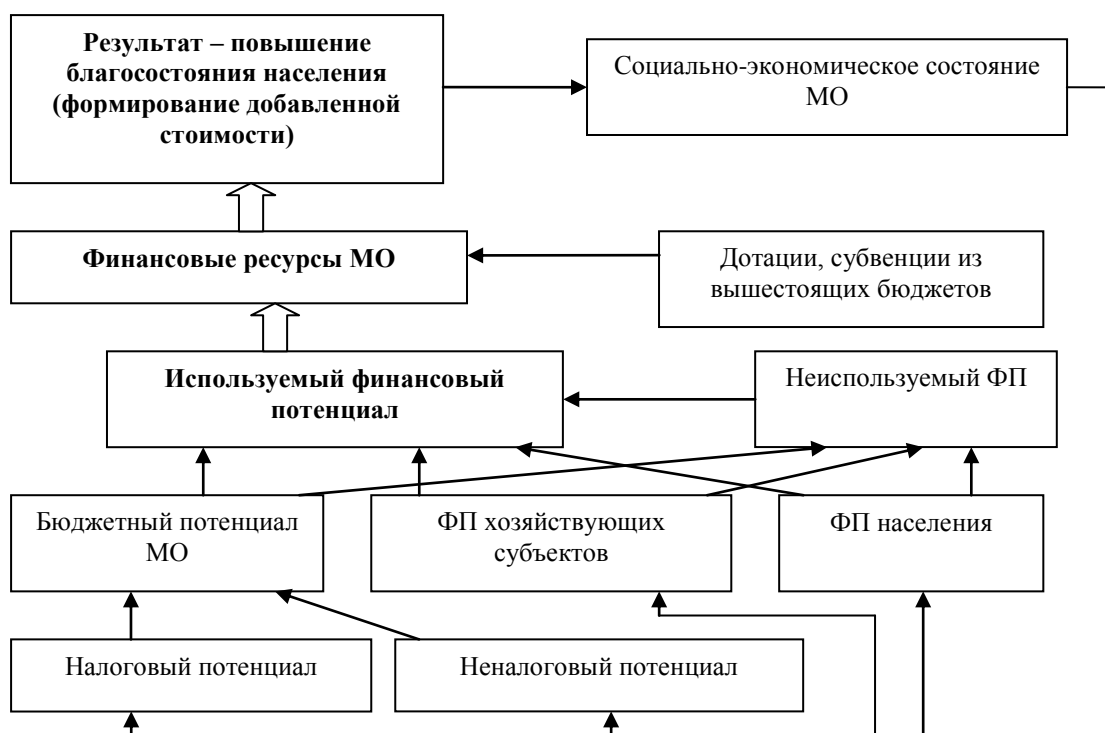 Результат – повышение
благосостояния населения
(формирование добавленной
стоимости)
Социально-экономическое состояние
МО
Финансовые ресурсы МО
Дотации, субвенции из
вышестоящих бюджетов
Используемый финансовый
потенциал
Неиспользуемый ФП
Бюджетный потенциал
МО
ФП хозяйствующих
субъектов
ФП населения
Налоговый потенциал
Неналоговый потенциал